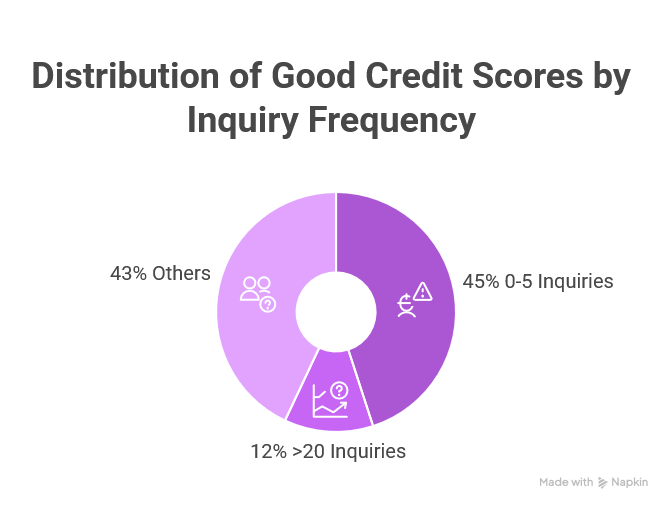 Distribution of Good Credit Scores by
Inquiry Frequency
43% Others
45% 0-5 Inquiries
12% >20 Inquiries
Made with Napkin